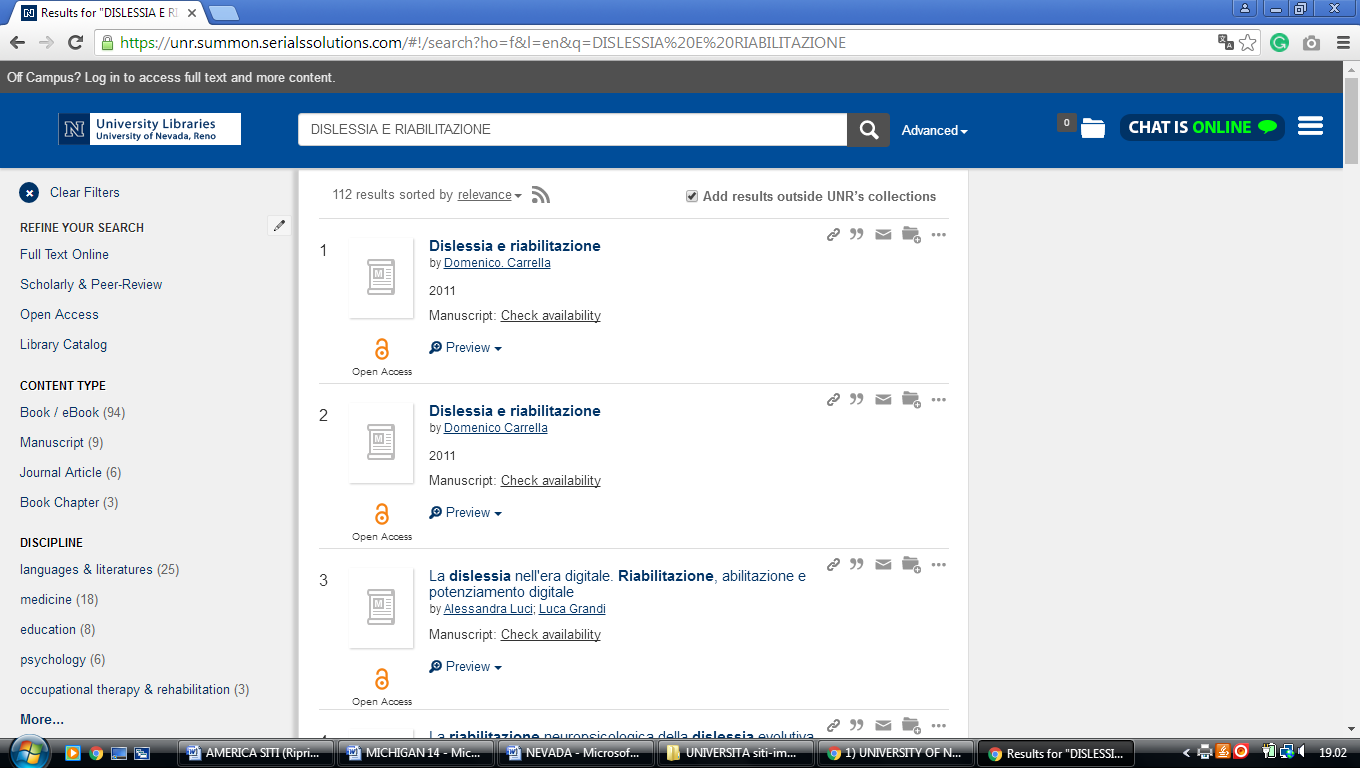 Results for "DISLESSIA E RI
https://unr.summon.serialssolutions.com/#!/search?ho=f&l=en&q=DISLESSIA%20E%20RIABILITAZIONE
Off Campus? Log in to access full text and more content.
N University Libraries
University of Nevada, Reno
DISLESSIA E RIABILITAZIONE
Advanced
0
CHAT IS ONLINE
Clear Filters
REFINE YOUR SEARCH
Full Text Online
Scholarly & Peer-Review
Open Access
Library Catalog
CONTENT TYPE
Book / eBook (94)
Manuscript (9)
Journal Article (6)
Book Chapter (3)
DISCIPLINE
languages & literatures (25)
medicine (18)
education (8)
psychology (6)
occupational therapy & rehabilitation (3)
More...
112 results sorted by relevance
Add results outside UNR's collections
1
Dislessia e riabilitazione
by Domenico. Carrella
2011
Manuscript: Check availability
Preview
Open Access
2
Dislessia e riabilitazione
by Domenico Carrella
2011
Manuscript: Check availability
Preview
Open Access
3
La dislessia nell'era digitale. Riabilitazione, abilitazione e
potenziamento digitale
by Alessandra Luci; Luca Grandi
Manuscript: Check availability
Preview
Open Access
La riabilitazione neuropsicologica della dislessia evolutiva
AMERICA SITI (Ripri...
MICHIGAN 14 - Mic...
NEVADA - Microsof...
UNIVERSITA siti-im...
1) UNIVERSITY OF N...
Results for "DISLESSI...
19.02